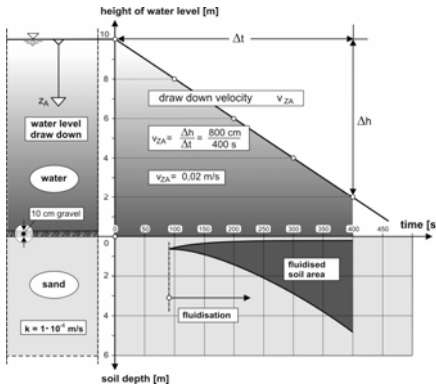 height of water level [m]
10
8
6
4
2
Δt
Δh
z_A
water level
draw down
water
10 cm gravel
sand
k = 1· 10⁻⁴ m/s
draw down velocity v_ZA
v_ZA = Δh / Δt = 800 cm / 400 s
v_ZA = 0,02 m/s
time [s
0 50 100 150 200 250 300 350 400 450
0
2
4
6
fluidised
soil area
fluidisation
soil depth [m]